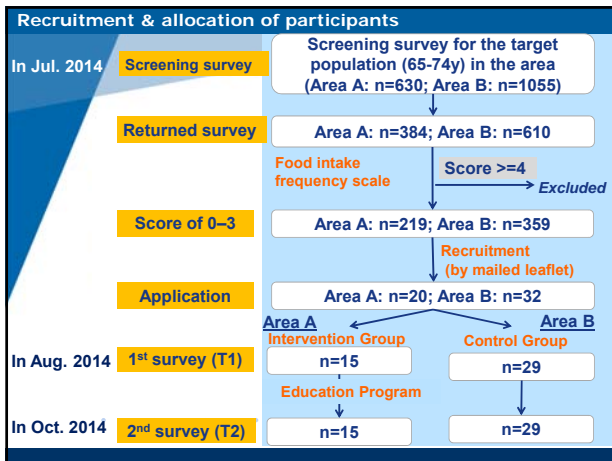 Recruitment & allocation of participants
In Jul. 2014
Screening survey
Screening survey for the target
population (65-74y) in the area
(Area A: n=630; Area B: n=1055)
Returned survey
Area A: n=384; Area B: n=610
Food intake
frequency scale
Score >=4
Excluded
Score of 0–3
Area A: n=219; Area B: n=359
Recruitment
(by mailed leaflet)
Application
Area A: n=20; Area B: n=32
Area A
Area B
Intervention Group
Control Group
In Aug. 2014
1st survey (T1)
n=15
n=29
Education Program
In Oct. 2014
2nd survey (T2)
n=15
n=29